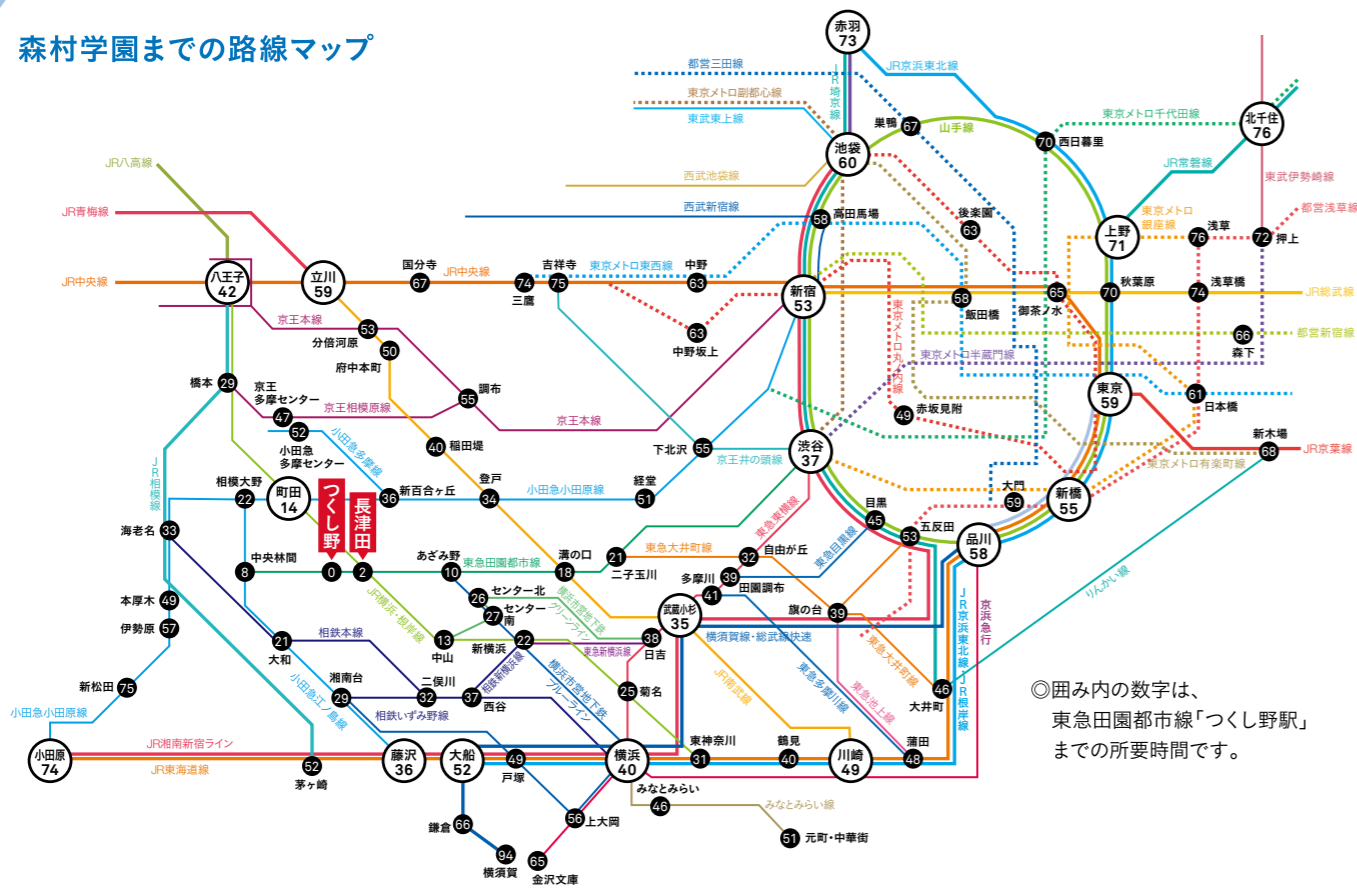 森村学園までの路線マップ
赤羽
73
都営三田線
JR京浜東北線
JR埼京線
東京メトロ副都心線
東武東上線
巣鴨
67
山手線
東京メトロ千代田線
北千住
76
池袋
60
70
西日暮里
JR八高線
JR常磐線
東武伊勢崎線
西武池袋線
JR青梅線
西武新宿線
58
高田馬場
後楽園
63
上野
71
東京メトロ
銀座線
浅草
76
都営浅草線
72
押上
八王子
42
立川
59
国分寺
67
JR中央線
JR中央線
74
三鷹
吉祥寺
75
東京メトロ東西線
中野
63
新宿
53
58
飯田橋
65
御茶ノ水
70
秋葉原
74
浅草橋
JR総武線
京王本線
53
分倍河原
50
府中本町
63
中野坂上
東京メトロ丸ノ内線
東京メトロ半蔵門線
都営新宿線
66
森下
橋本
29
京王
多摩センター
47
京王相模原線
調布
55
京王本線
49
赤坂見附
東京
59
61
日本橋
52
小田急
多摩センター
小田急多摩線
40
稲田堤
下北沢
55
京王井の頭線
渋谷
37
新木場
68
JR京葉線
東京メトロ有楽町線
JR相模線
相模大野
22
町田
14
つくし野
長津田
36
新百合ヶ丘
登戸
34
小田急小田原線
経堂
51
大門
59
新橋
55
目黒
45
五反田
53
品川
58
海老名
33
中央林間
8
0
2
あざみ野
10
東急田園都市線
溝の口
18
21
二子玉川
東急大井町線
東急東横線
32
自由が丘
東急目黒線
りんかい線
本厚木
49
伊勢原
57
JR横浜・根岸線
センター北
26
センター
南
27
横浜市営地下鉄
グリーンライン
多摩川
39
41
田園調布
武蔵小杉
35
旗の台
39
京浜急行
21
大和
相鉄本線
13
中山
新横浜
22
東急新横浜線
38
日吉
横須賀線・総武線快速
東急大井町線
JR京浜東北線・JR根岸線
新松田
75
小田急小田原線
湘南台
29
小田急江ノ島線
二俣川
32
37
西谷
相鉄新横浜線
横浜市営地下鉄
ブルーライン
25
菊名
JR南武線
東急多摩川線
東急池上線
46
大井町
相鉄いずみ野線
◎囲み内の数字は、
東急田園都市線「つくし野駅」
までの所要時間です。
小田原
74
JR湘南新宿ライン
JR東海道線
52
茅ヶ崎
藤沢
36
大船
52
49
戸塚
横浜
40
東神奈川
31
鶴見
40
川崎
49
蒲田
48
みなとみらい
46
みなとみらい線
51
元町・中華街
鎌倉
66
94
横須賀
56
上大岡
65
金沢文庫